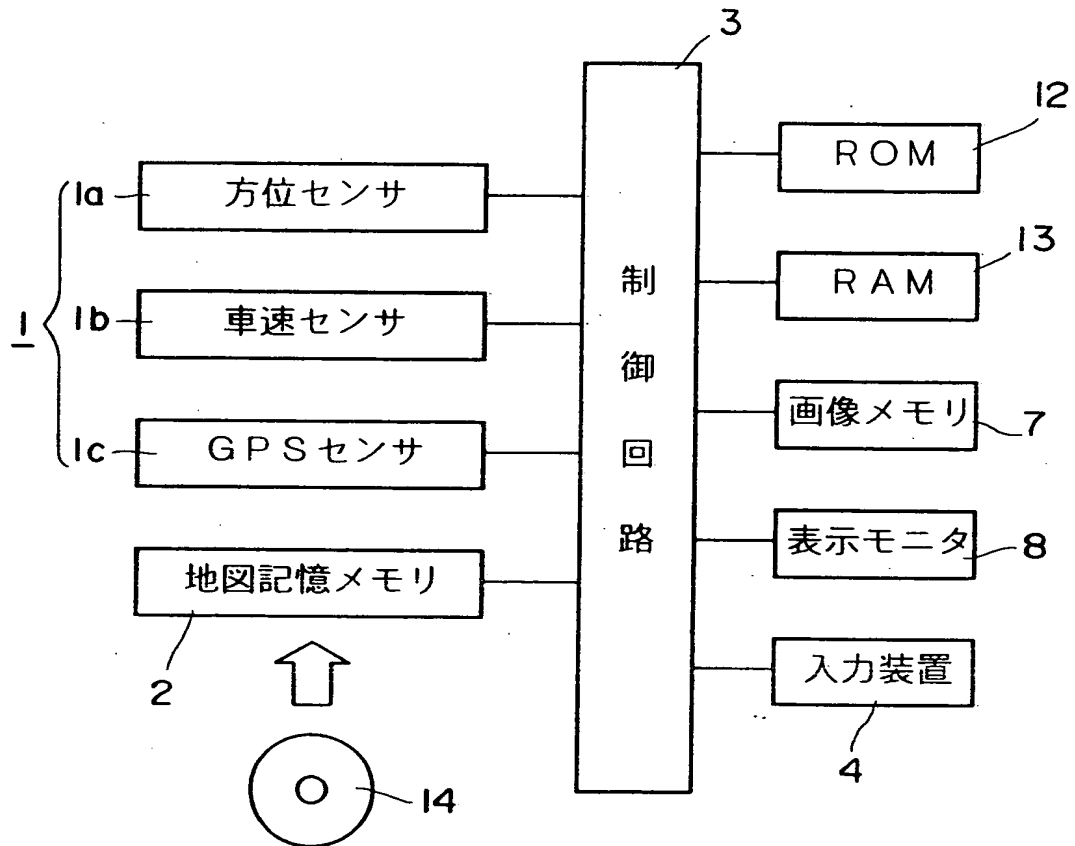 3
12
ROM
1a
方位センサ
13
RAM
制御回路
1
1b
車速センサ
画像メモリ
7
1c
GPSセンサ
表示モニタ
8
地図記憶メモリ
2
入力装置
4
14